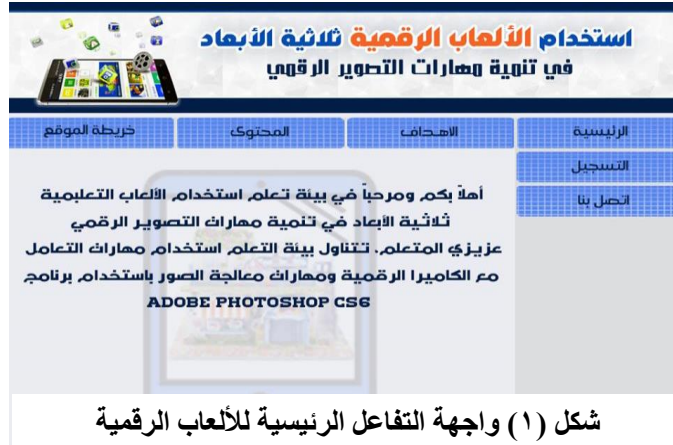 استخدام الألعاب الرقمية ثلاثية الأبعاد
في تنمية مهارات التصوير الرقمي
الرئيسية
الاهداف
المحتوى
خريطة الموقع
التسجيل
اتصل بنا
أهلاً بكم ومرحباً في بيئة تعلم استخدام الألعاب التعليمية
ثلاثية الأبعاد في تنمية مهارات التصوير الرقمي
عزيزي المتعلم، تتناول بيئة التعلم استخدام مهارات التعامل
مع الكاميرا الرقمية ومهارات معالجة الصور باستخدام برنامج
ADOBE PHOTOSHOP CS6
شكل (١) واجهة التفاعل الرئيسية للألعاب الرقمية